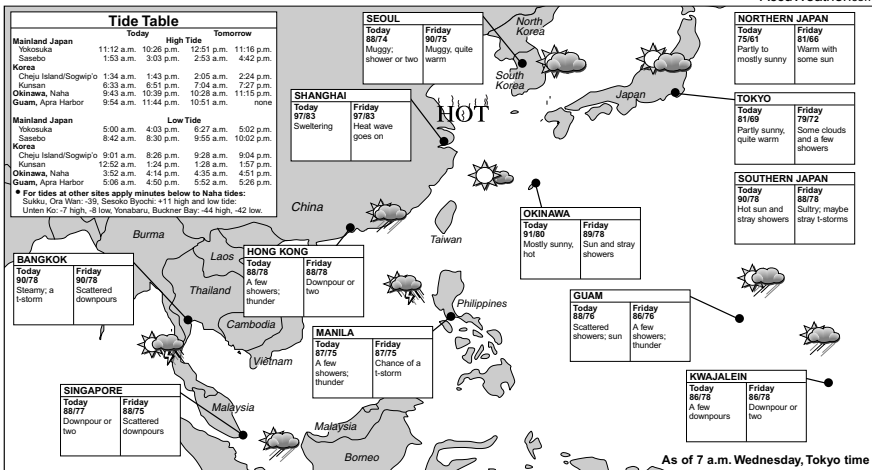 Tide Table
Today Tomorrow
Mainland Japan High Tide
Yokosuka 11:12 a.m. 10:26 p.m. 12:51 p.m. 11:16 p.m.
Sasebo 1:53 a.m. 3:03 p.m. 2:53 a.m. 4:42 p.m.
Korea
Cheju Island/Sogwip'o 1:34 a.m. 1:43 p.m. 2:05 a.m. 2:24 p.m.
Kunsan 6:33 a.m. 6:51 p.m. 7:04 a.m. 7:27 p.m.
Okinawa, Naha 9:43 a.m. 10:39 p.m. 10:28 a.m. 11:15 p.m.
Guam, Apra Harbor 9:54 a.m. 11:44 p.m. 10:51 a.m. none
Mainland Japan Low Tide
Yokosuka 5:00 a.m. 4:03 p.m. 6:27 a.m. 5:02 p.m.
Sasebo 8:42 a.m. 8:30 p.m. 9:55 a.m. 10:02 p.m.
Korea
Cheju Island/Sogwip'o 9:01 a.m. 8:26 p.m. 9:28 a.m. 9:04 p.m.
Kunsan 12:52 a.m. 1:24 p.m. 1:28 a.m. 1:57 p.m.
Okinawa, Naha 3:52 a.m. 4:14 p.m. 4:35 a.m. 4:51 p.m.
Guam, Apra Harbor 5:06 a.m. 4:50 p.m. 5:52 a.m. 5:26 p.m.
• For tides at other sites apply minutes below to Naha tides:
Sukku, Ora Wan: -39, Sesoko Byochi: +11 high and low tide:
Unten Ko: -7 high, -8 low, Yonabaru, Buckner Bay: -44 high, -42 low.
SEOUL
Today Friday
88/74 90/75
Muggy; Muggy, quite
shower or two warm
North
Korea
South
Korea
Japan
NORTHERN JAPAN
Today Friday
75/61 81/66
Partly to Warm with
mostly sunny some sun
SHANGHAI
Today Friday
97/83 97/83
Sweltering Heat wave
goes on
HOT
TOKYO
Today Friday
81/69 79/72
Partly sunny, Some clouds
quite warm and a few
showers
SOUTHERN JAPAN
Today Friday
90/78 88/78
Hot sun and Sultry; maybe
stray showers stray t-storms
China
Taiwan
OKINAWA
Today Friday
91/80 89/78
Mostly sunny, Sun and stray
hot showers
Burma
Laos
Thailand
Cambodia
Vietnam
BANGKOK
Today Friday
90/78 90/78
Steamy; a Scattered
t-storm downpours
HONG KONG
Today Friday
88/78 88/78
A few Downpour or
showers; two
thunder
Philippines
GUAM
Today Friday
88/76 86/76
Scattered A few
showers; sun showers;
thunder
MANILA
Today Friday
87/75 87/75
A few Chance of a
showers; t-storm
thunder
KWAJALEIN
Today Friday
86/78 86/78
A few Downpour or
downpours two
SINGAPORE
Today Friday
88/77 88/75
Downpour or Scattered
two downpours
Malaysia
Malaysia
Borneo
As of 7 a.m. Wednesday, Tokyo time